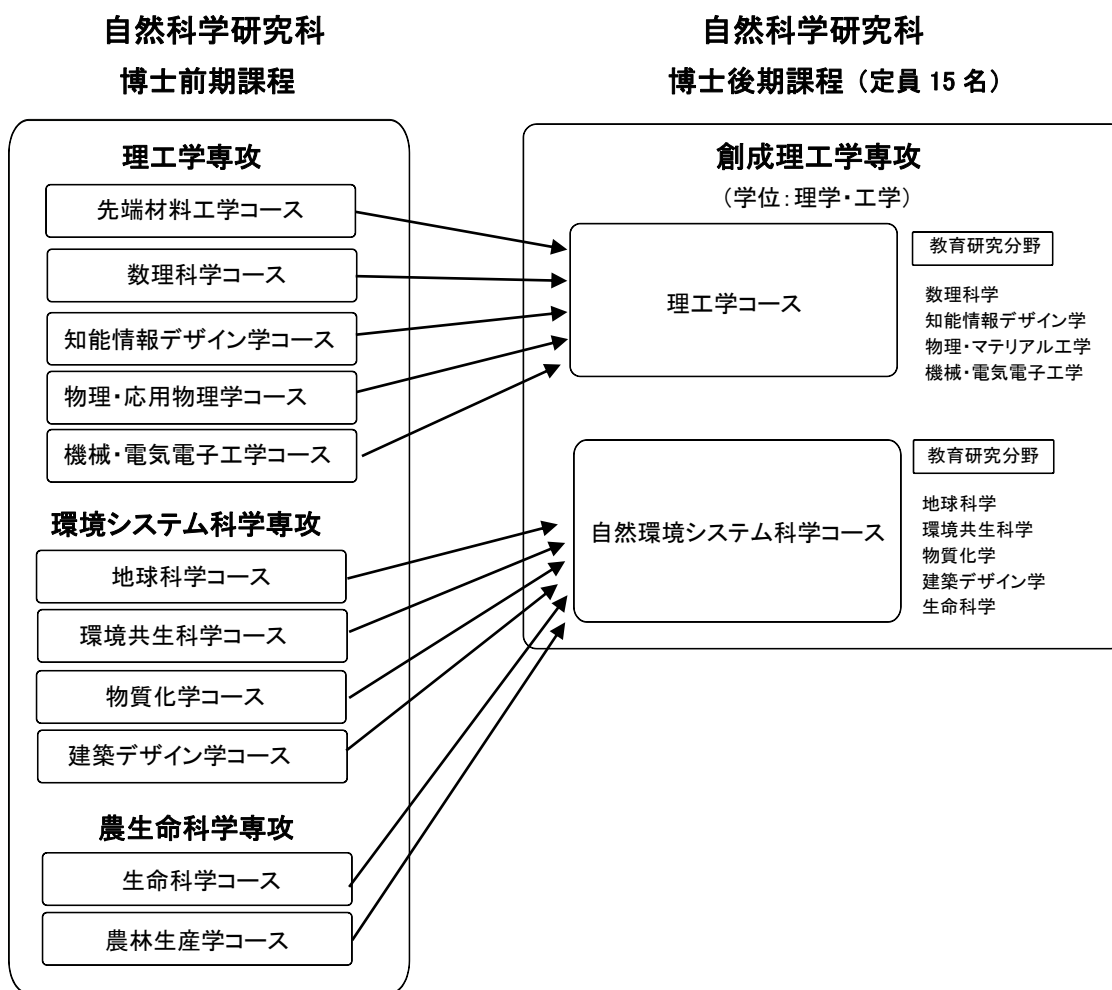 自然科学研究科
博士前期課程
理工学専攻
先端材料工学コース
数理科学コース
知能情報デザイン学コース
物理・応用物理学コース
機械・電気電子工学コース
環境システム科学専攻
地球科学コース
環境共生科学コース
物質化学コース
建築デザイン学コース
農生命科学専攻
生命科学コース
農林生産学コース
自然科学研究科
博士後期課程（定員 15 名）
創成理工学専攻
（学位：理学・工学）
理工学コース
教育研究分野
数理科学
知能情報デザイン学
物理・マテリアル工学
機械・電気電子工学
自然環境システム科学コース
教育研究分野
地球科学
環境共生科学
物質化学
建築デザイン学
生命科学